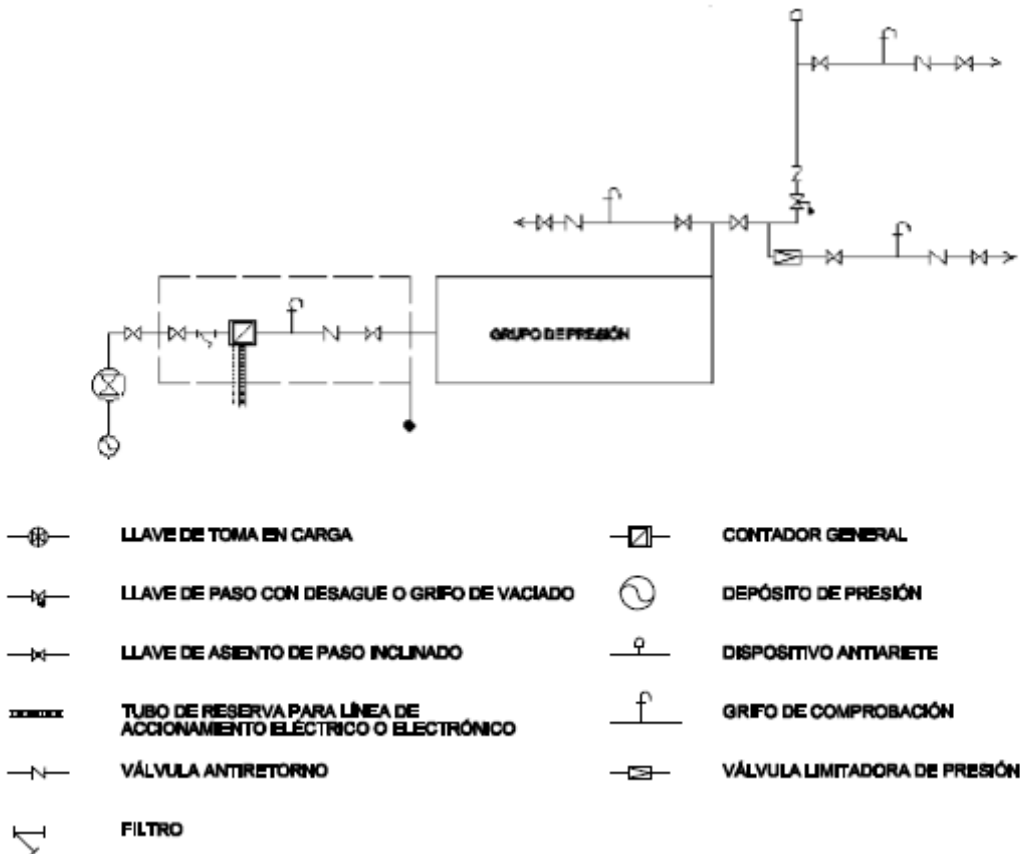 GRUPO DE PRESIÓN
LLAVE DE TOMA EN CARGA
CONTADOR GENERAL
LLAVE DE PASO CON DESAGUE O GRIFO DE VACIADO
DEPÓSITO DE PRESIÓN
LLAVE DE ASIENTO DE PASO INCLINADO
DISPOSITIVO ANTIARIETE
TUBO DE RESERVA PARA LÍNEA DE
ACCIONAMIENTO ELÉCTRICO O ELECTRÓNICO
GRIFO DE COMPROBACIÓN
VÁLVULA ANTIRETORNO
VÁLVULA LIMITADORA DE PRESIÓN
FILTRO